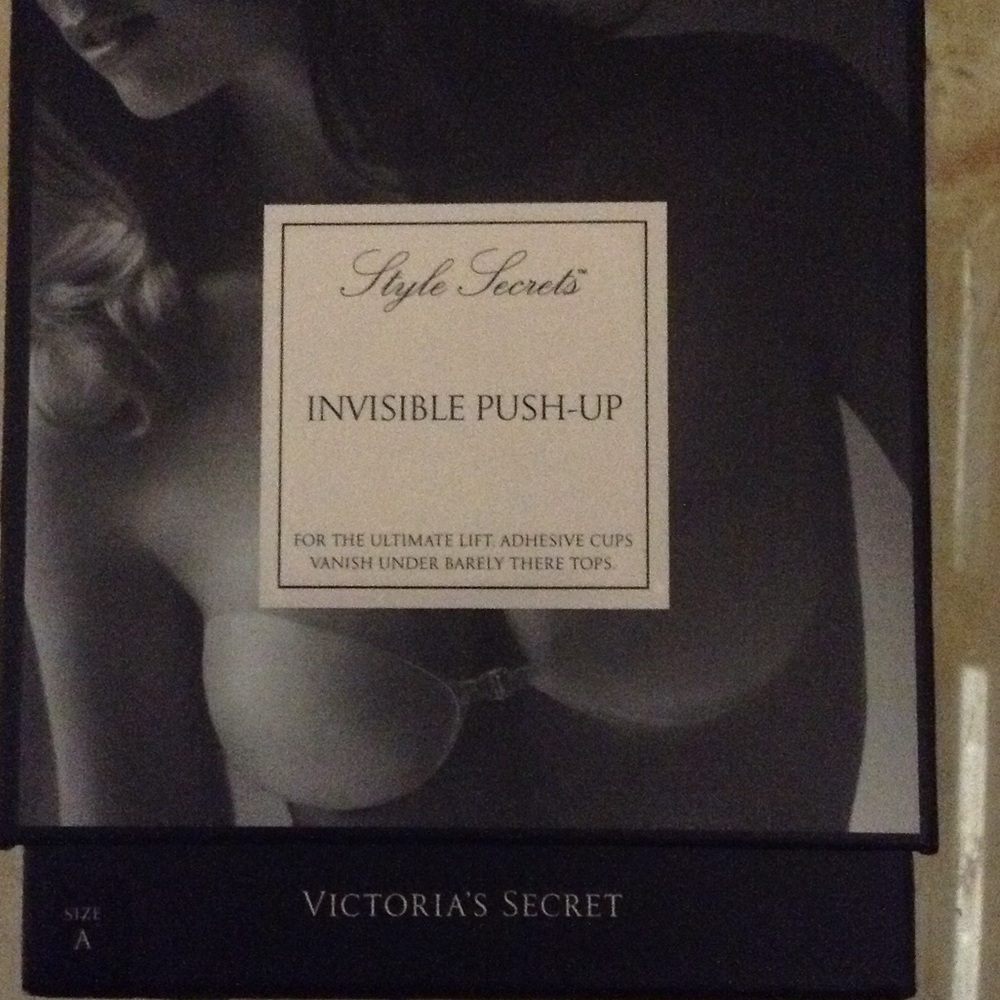 Style Secrets™
INVISIBLE PUSH-UP
FOR THE ULTIMATE LIFT. ADHESIVE CUPS
VANISH UNDER BARELY THERE TOPS.
VICTORIA'S SECRET
SIZE
A